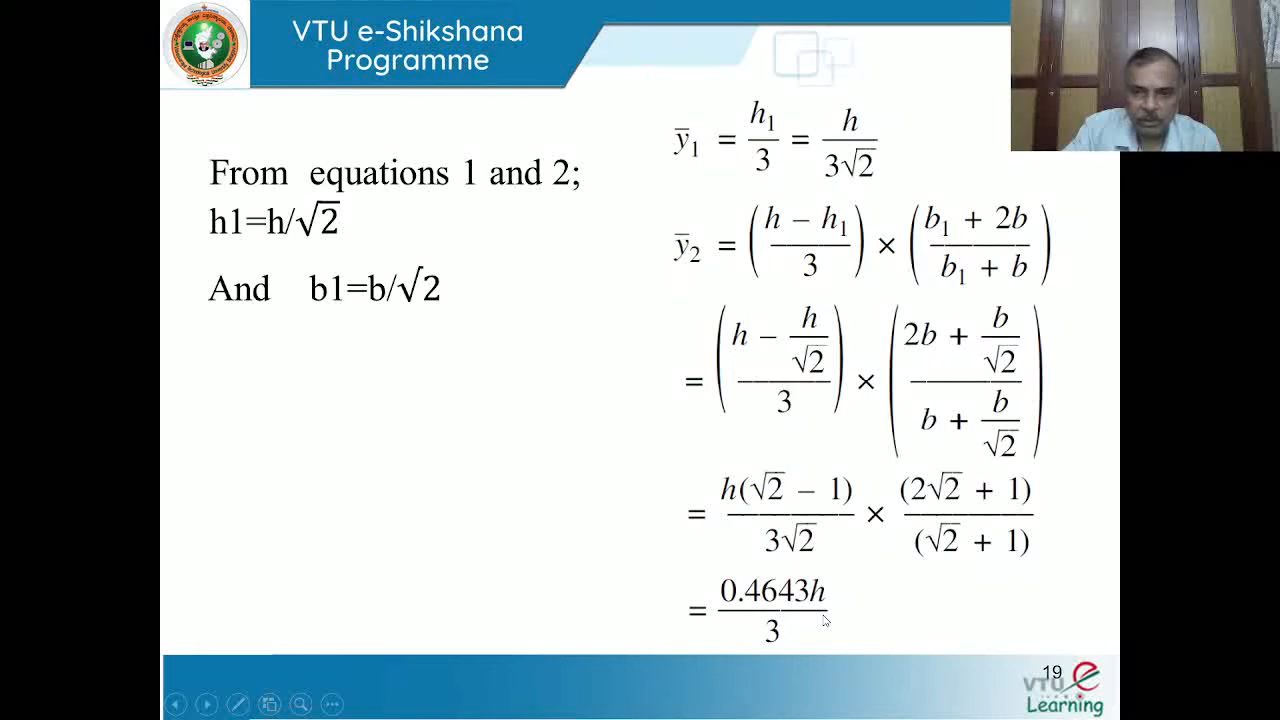 VTU e-Shikshana
Programme
From equations 1 and 2;
h1=h/√2
And b1=b/√2
y̅₁ = h₁/3 = h/(3√2)
y̅₂ = ((h – h₁)/3) × ((b₁ + 2b)/(b₁ + b))
= ((h – h/√2)/3) × ((2b + b/√2)/(b + b/√2))
= h(√2 – 1)/(3√2) × (2√2 + 1)/(√2 + 1)
= 0.4643h/3
19
VTU e
Learning